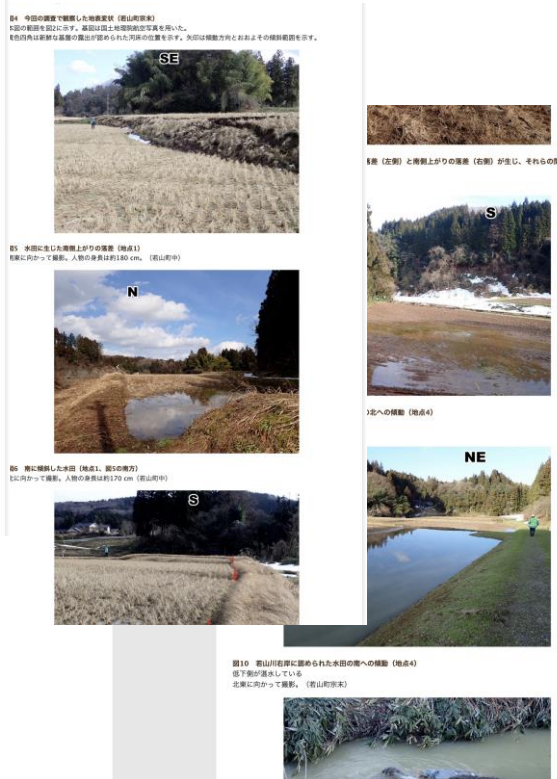 図4 今回の調査で観察した地表変状（若山町宗末）
本図の範囲を図2に示す。基図は国土地理院航空写真を用いた。
黄色四角は新鮮な基盤の露出が認められた河床の位置を示す。矢印は傾動方向とおおよその傾斜範囲を示す。
SE
図5 水田に生じた南側上がりの落差（地点1）
南東に向かって撮影。人物の身長は約180 cm。（若山町中）
N
図6 南に傾斜した水田（地点1、図5の南方）
北に向かって撮影。人物の身長は約170 cm（若山町中）
S
落差（左側）と南側上がりの落差（右側）が生じ、それらの間
S
の北への傾動（地点4）
NE
図10 若山川右岸に認められた水田の南への傾動（地点4）
低下側が湛水している
北東に向かって撮影。（若山町宗末）